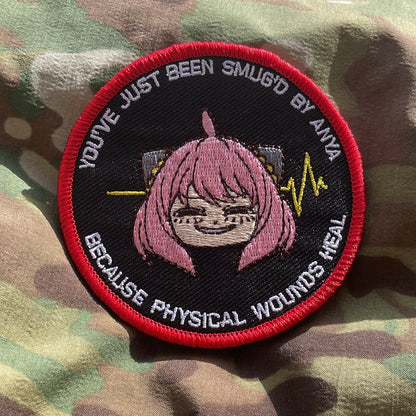 YOU'VE JUST BEEN SMUG'D BY ANYA
BECAUSE PHYSICAL WOUNDS HEAL